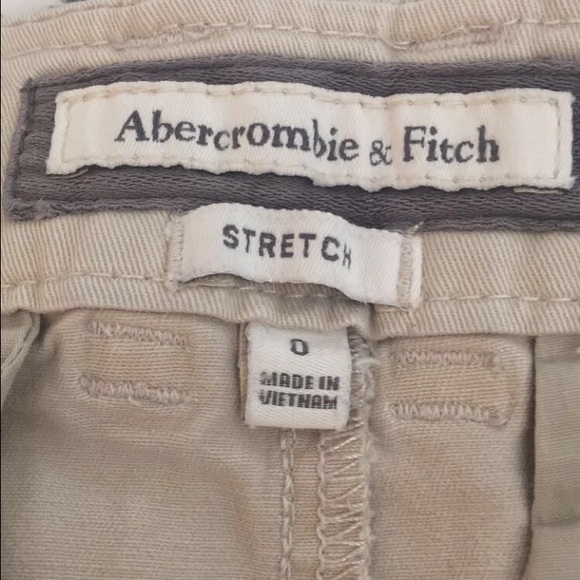 Abercrombie & Fitch
STRETCH
0
MADE IN
VIETNAM